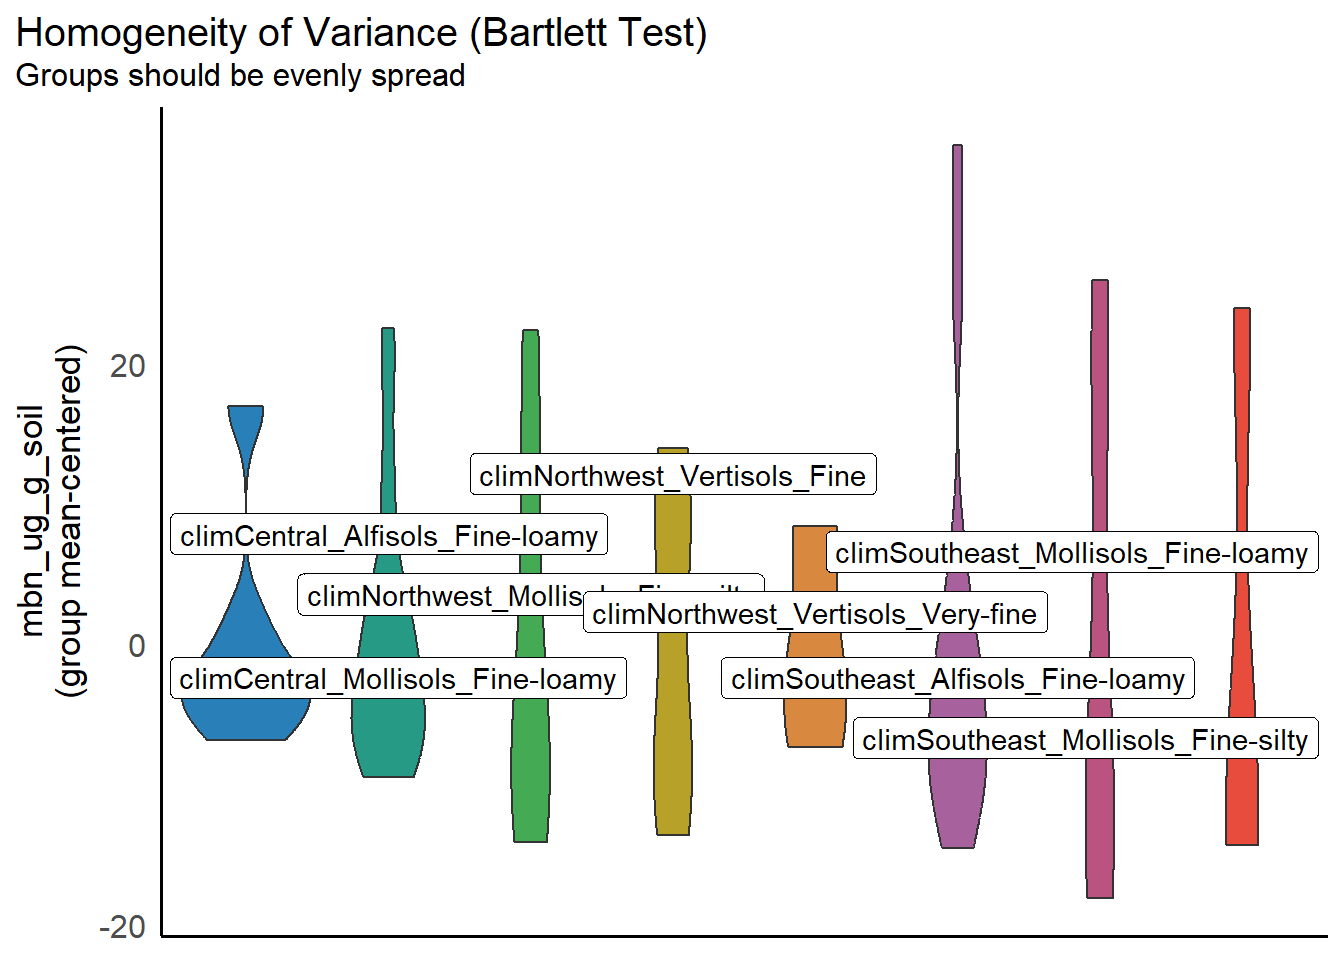 Homogeneity of Variance (Bartlett Test)
Groups should be evenly spread
mbn_ug_g_soil
(group mean-centered)
20
0
-20
climNorthwest_Vertisols_Fine
climCentral_Alfisols_Fine-loamy
climSoutheast_Mollisols_Fine-loamy
climNorthwest_Mollis
climNorthwest_Vertisols_Very-fine
climCentral_Mollisols_Fine-loamy
climSoutheast_Alfisols_Fine-loamy
climSoutheast_Mollisols_Fine-silty